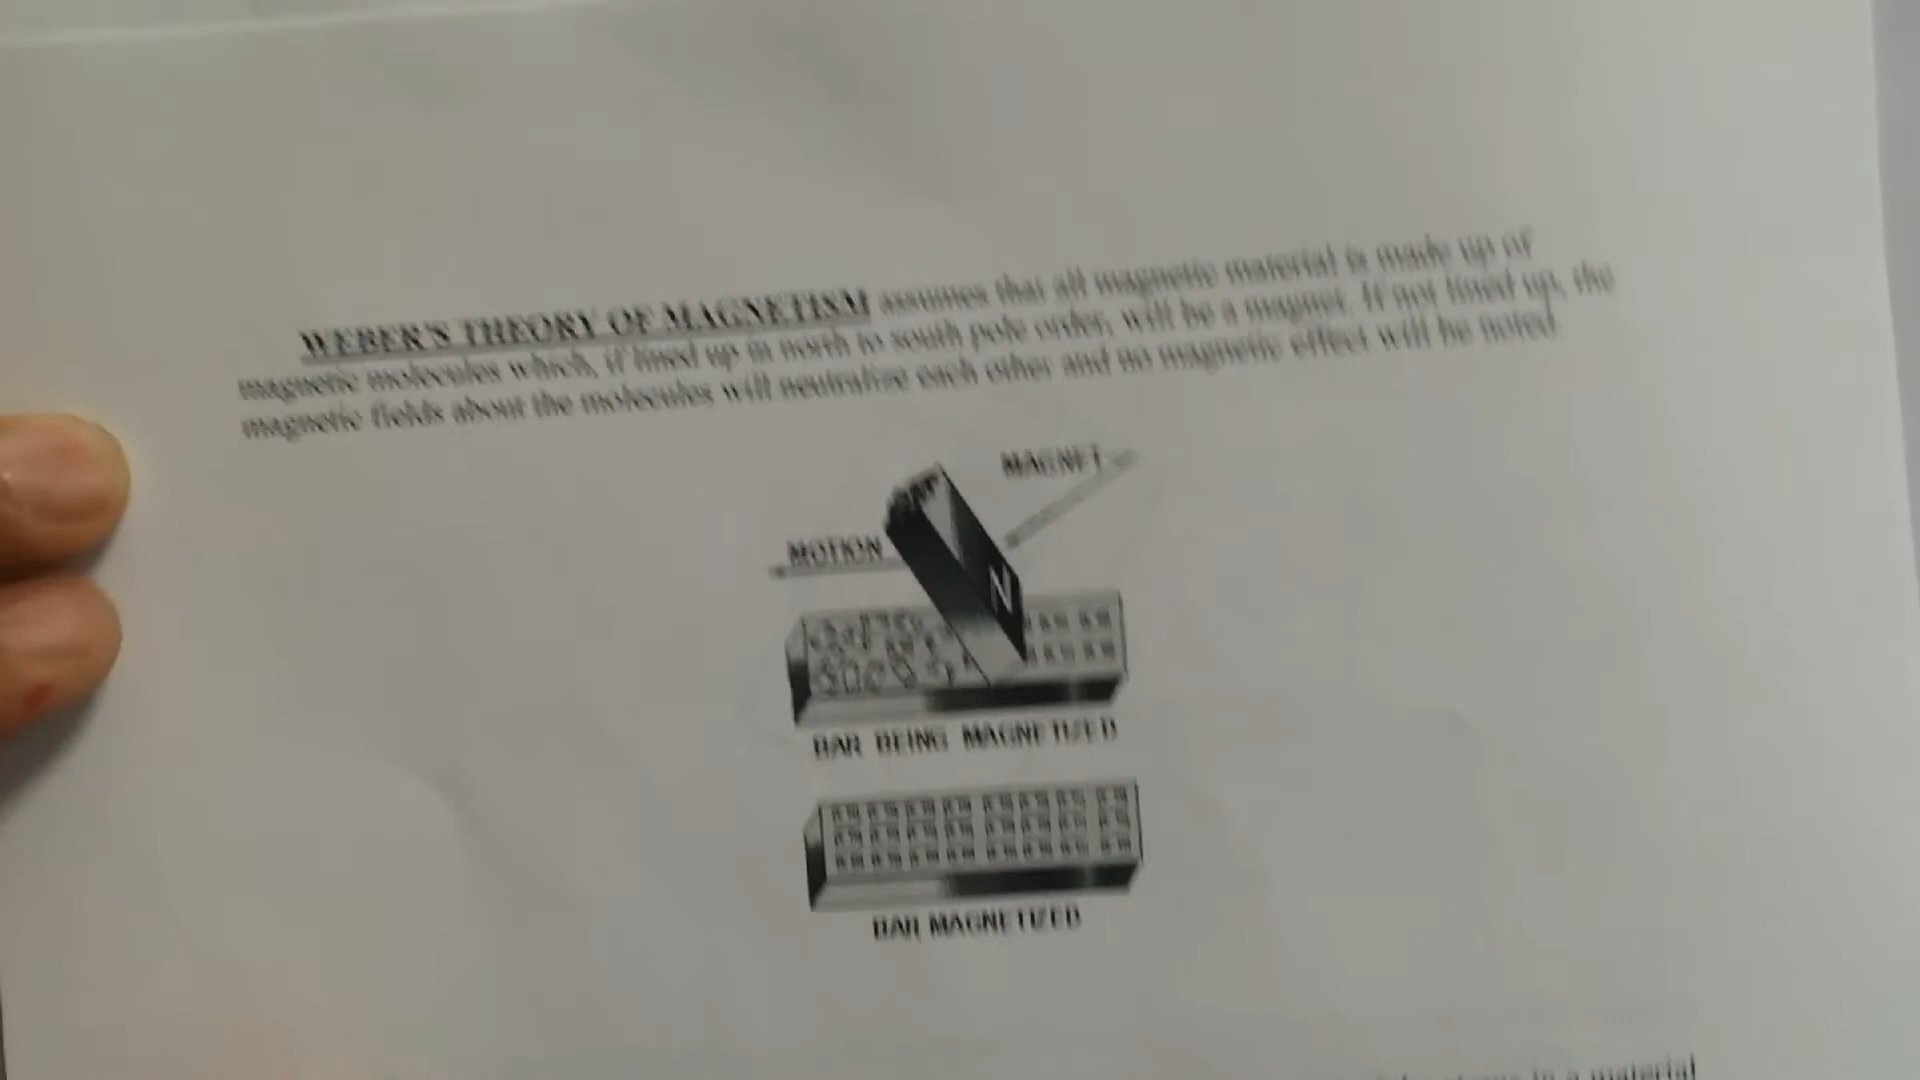 WEBER'S THEORY OF MAGNETISM assumes that all magnetic material is made up of
magnetic molecules which, if lined up in north to south pole order, will be a magnet. If not lined up, the
magnetic fields about the molecules will neutralize each other and no magnetic effect will be noted.
MAGNET
MOTION
N
BAR BEING MAGNETIZED
BAR MAGNETIZED
in a material